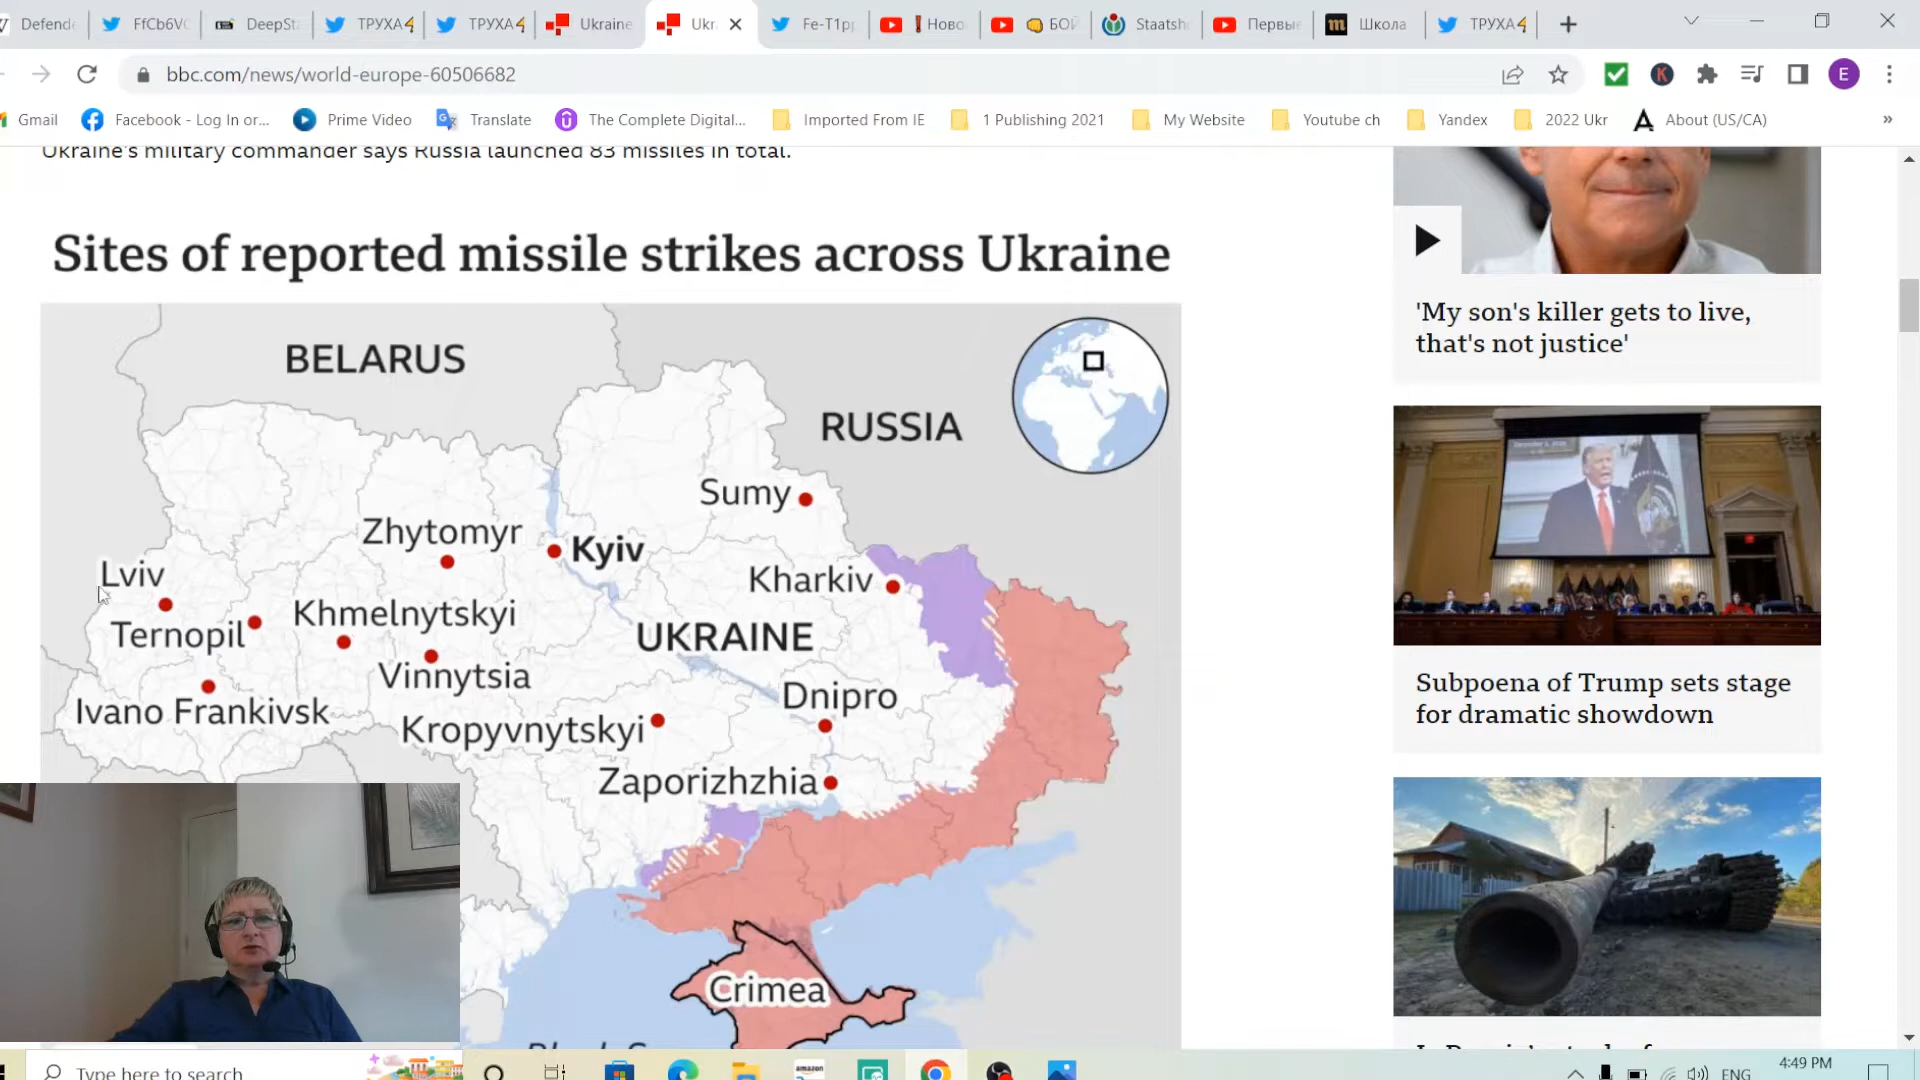 Defend
FfCb6V
DeepSt
ТРУХА
ТРУХА
Ukraine
Ukr
Fe-T1p
Ново
БОЙ
Staatsh
Первые
m
Школа
ТРУХА
bbc.com/news/world-europe-60506682
K
E
Gmail
Facebook - Log In or...
Prime Video
Translate
The Complete Digital...
Imported From IE
1 Publishing 2021
My Website
Youtube ch
Yandex
2022 Ukr
About (US/CA)
»
Ukraine's military commander says Russia launched 83 missiles in total.
Sites of reported missile strikes across Ukraine
BELARUS
RUSSIA
Sumy
Zhytomyr
Kyiv
Lviv
Kharkiv
Khmelnytskyi
Ternopil
UKRAINE
Vinnytsia
Dnipro
Ivano Frankivsk
Kropyvnytskyi
Zaporizhzhia
Crimea
'My son's killer gets to live,
that's not justice'
Subpoena of Trump sets stage
for dramatic showdown
Type here to search
amazon
ENG
4:49 PM